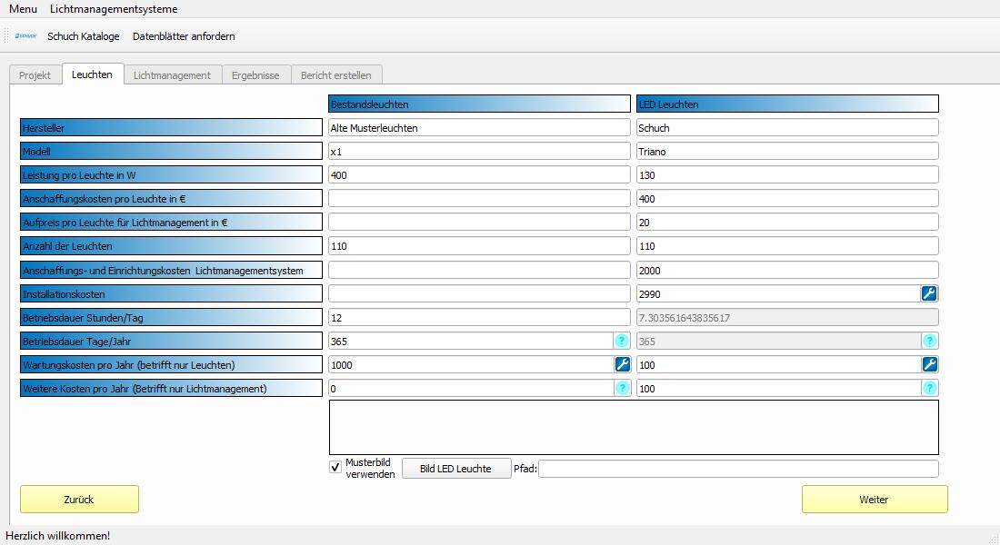 Menu Lichtmanagementsysteme
SCHUCH Schuch Kataloge Datenblätter anfordern
Projekt Leuchten Lichtmanagement Ergebnisse Bericht erstellen
Bestandsleuchten LED Leuchten
Hersteller Alte Musterleuchten Schuch
Modell x1 Triano
Leistung pro Leuchte in W 400 130
Anschaffungskosten pro Leuchte in € 400
Aufpreis pro Leuchte für Lichtmanagement in € 20
Anzahl der Leuchten 110 110
Anschaffungs- und Einrichtungskosten Lichtmanagementsystem 2000
Installationskosten 2990
Betriebsdauer Stunden/Tag 12 7.303561643835617
Betriebsdauer Tage/Jahr 365 ? 365 ?
Wartungskosten pro Jahr (betrifft nur Leuchten) 1000 100
Weitere Kosten pro Jahr (Betrifft nur Lichtmanagement) 0 ? 100 ?
Musterbild
verwenden Bild LED Leuchte Pfad:
Zurück Weiter
Herzlich willkommen!